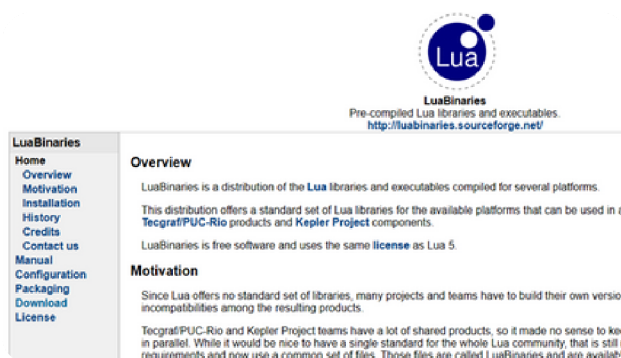 Lua
LuaBinaries
Pre-compiled Lua libraries and executables.
http://luabinaries.sourceforge.net/
LuaBinaries
Home
Overview
Motivation
Installation
History
Credits
Contact us
Manual
Configuration
Packaging
Download
License
Overview
LuaBinaries is a distribution of the Lua libraries and executables compiled for several platforms.
This distribution offers a standard set of Lua libraries for the available platforms that can be used in a
Tecgraf/PUC-Rio products and Kepler Project components.
LuaBinaries is free software and uses the same license as Lua 5.
Motivation
Since Lua offers no standard set of libraries, many projects and teams have to build their own versio
incompatibilities among the resulting products.
Tecgraf/PUC-Rio and Kepler Project teams have a lot of shared products, so it made no sense to kee
in parallel. While it would be nice to have a single standard for the whole Lua community, that is still
requirements and now use a common set of files. Those files are called LuaBinaries and are availab